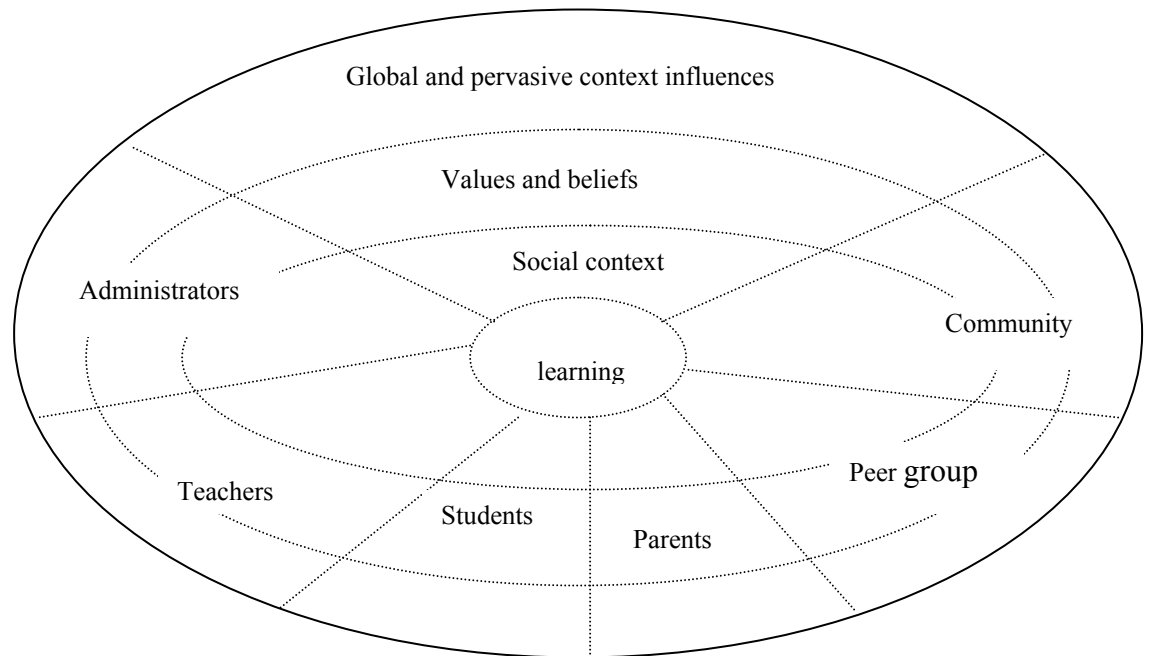 Global and pervasive context influences
Values and beliefs
Social context
Administrators
Community
learning
Peer group
Teachers
Students
Parents